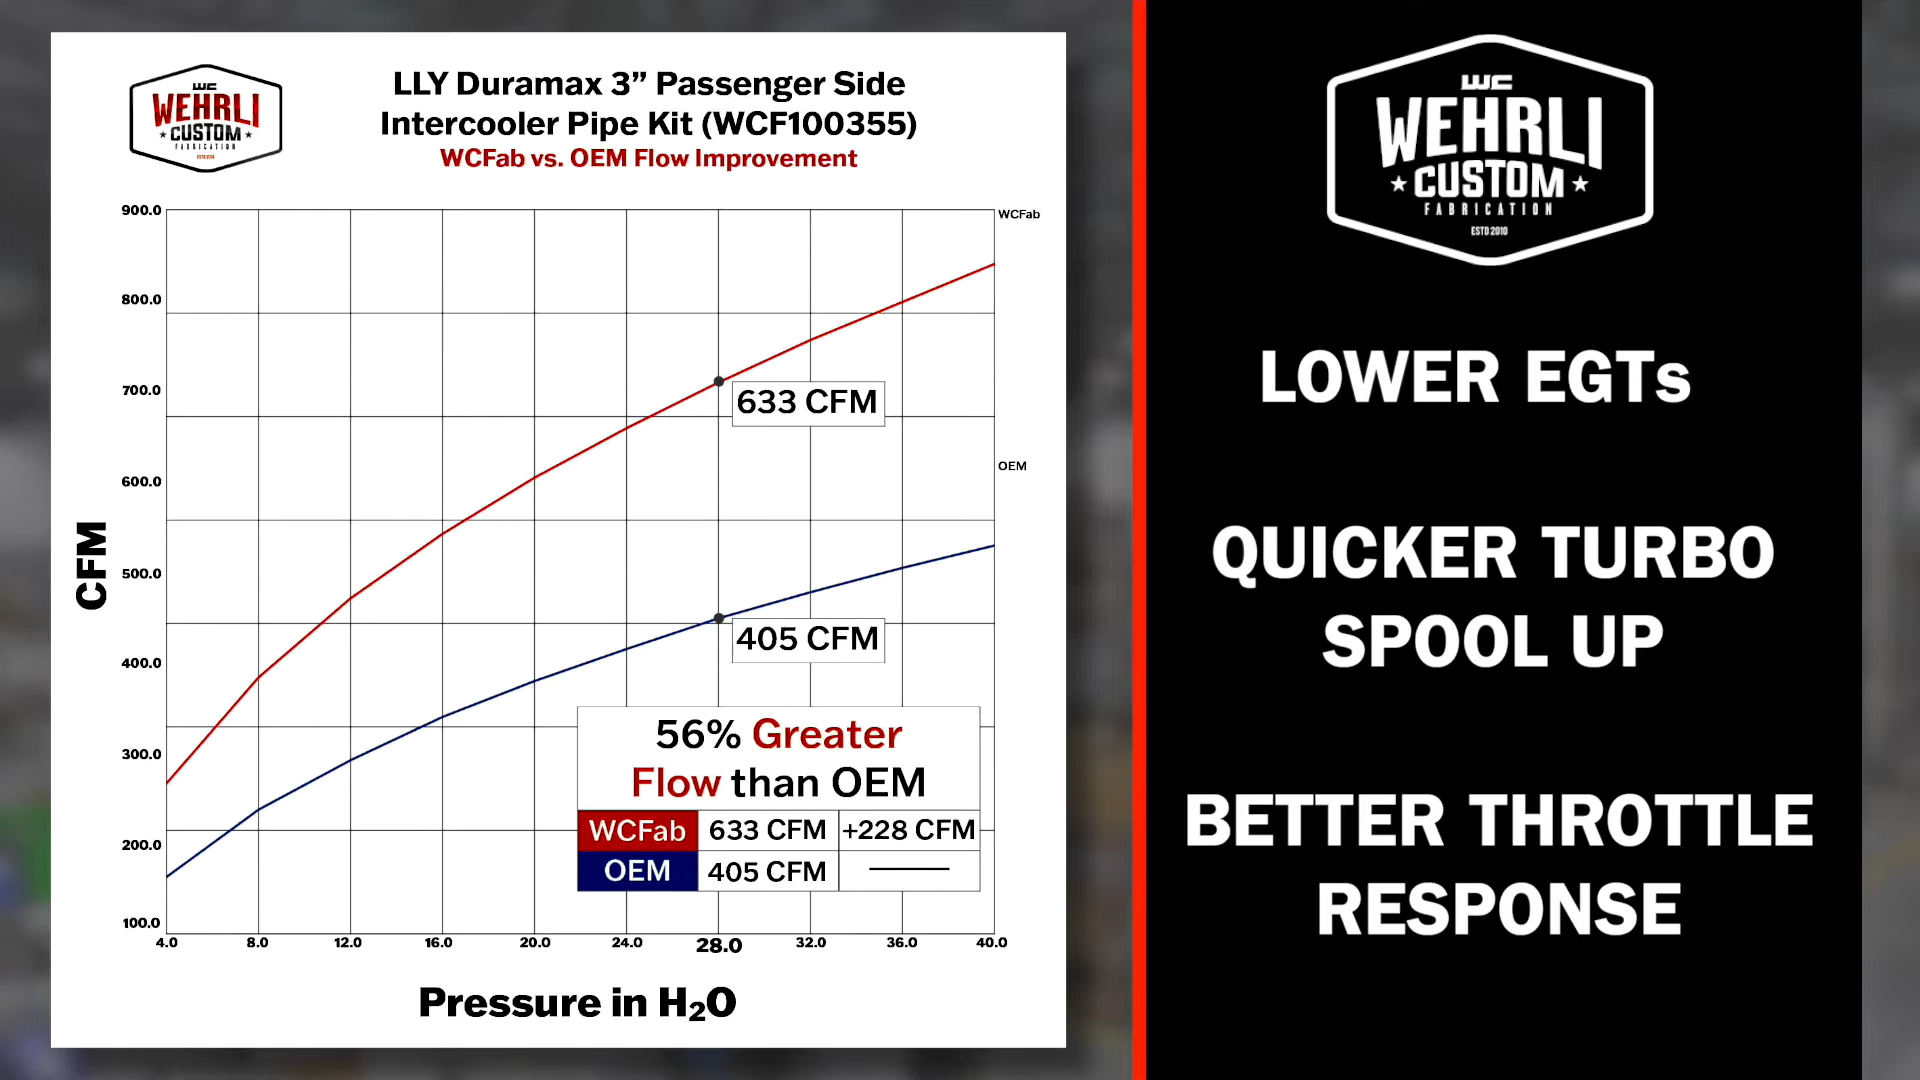 WC
WEHRLI
CUSTOM
FABRICATION
ESTD 2010
LLY Duramax 3” Passenger Side
Intercooler Pipe Kit (WCF100355)
WCFab vs. OEM Flow Improvement
CFM
900.0
800.0
700.0
600.0
500.0
400.0
300.0
200.0
100.0
WCFab
OEM
633 CFM
405 CFM
56% Greater
Flow than OEM
WCFab 633 CFM +228 CFM
OEM 405 CFM
4.0 8.0 12.0 16.0 20.0 24.0 28.0 32.0 36.0 40.0
Pressure in H₂O
WC
WEHRLI
CUSTOM
FABRICATION
ESTD 2010
LOWER EGTs
QUICKER TURBO
SPOOL UP
BETTER THROTTLE
RESPONSE